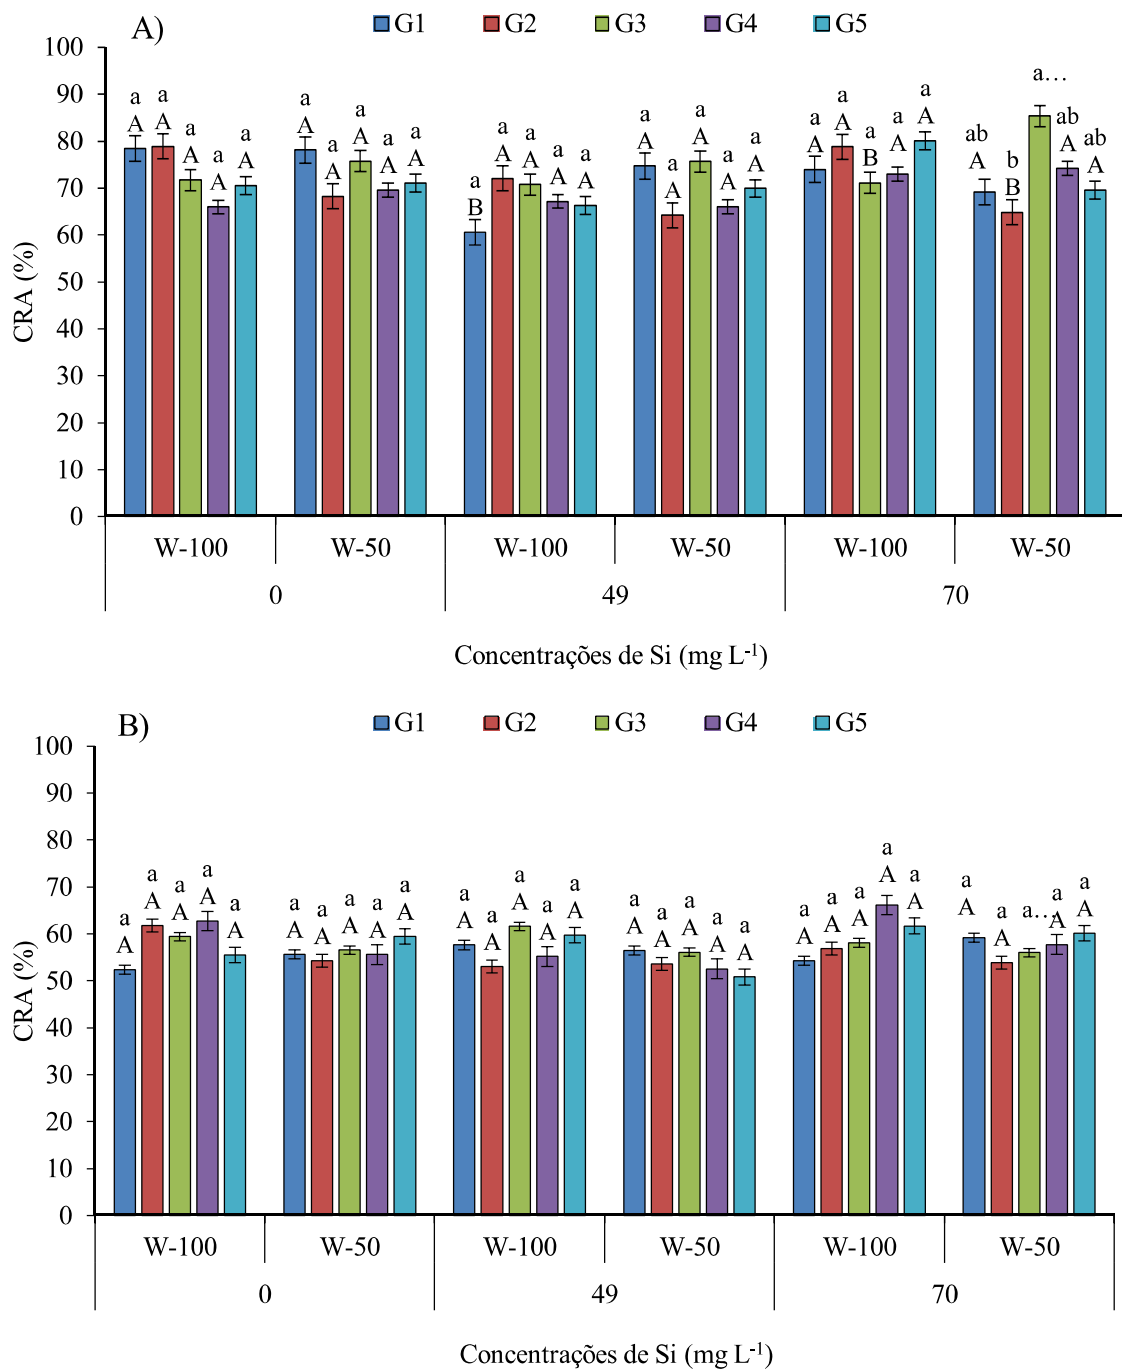 A)
G1 G2 G3 G4 G5
100
90
80
70
60
50
40
30
20
10
0
CRA (%)
a a a a a a a a a a a a a a a a a a a a a a a a a ab b a… ab ab
A A A A A A A A A A B A A A A A A A A A A A B A A A B A A
W-100 W-50 W-100 W-50 W-100 W-50
0 49 70
Concentrações de Si (mg L-1)
B)
G1 G2 G3 G4 G5
100
90
80
70
60
50
40
30
20
10
0
CRA (%)
a a a a a a a a a a a a a a a a a a a a a a a a a a a a… a a
A A A A A A A A A A A A A A A A A A A A A A A A A A A A A
W-100 W-50 W-100 W-50 W-100 W-50
0 49 70
Concentrações de Si (mg L-1)